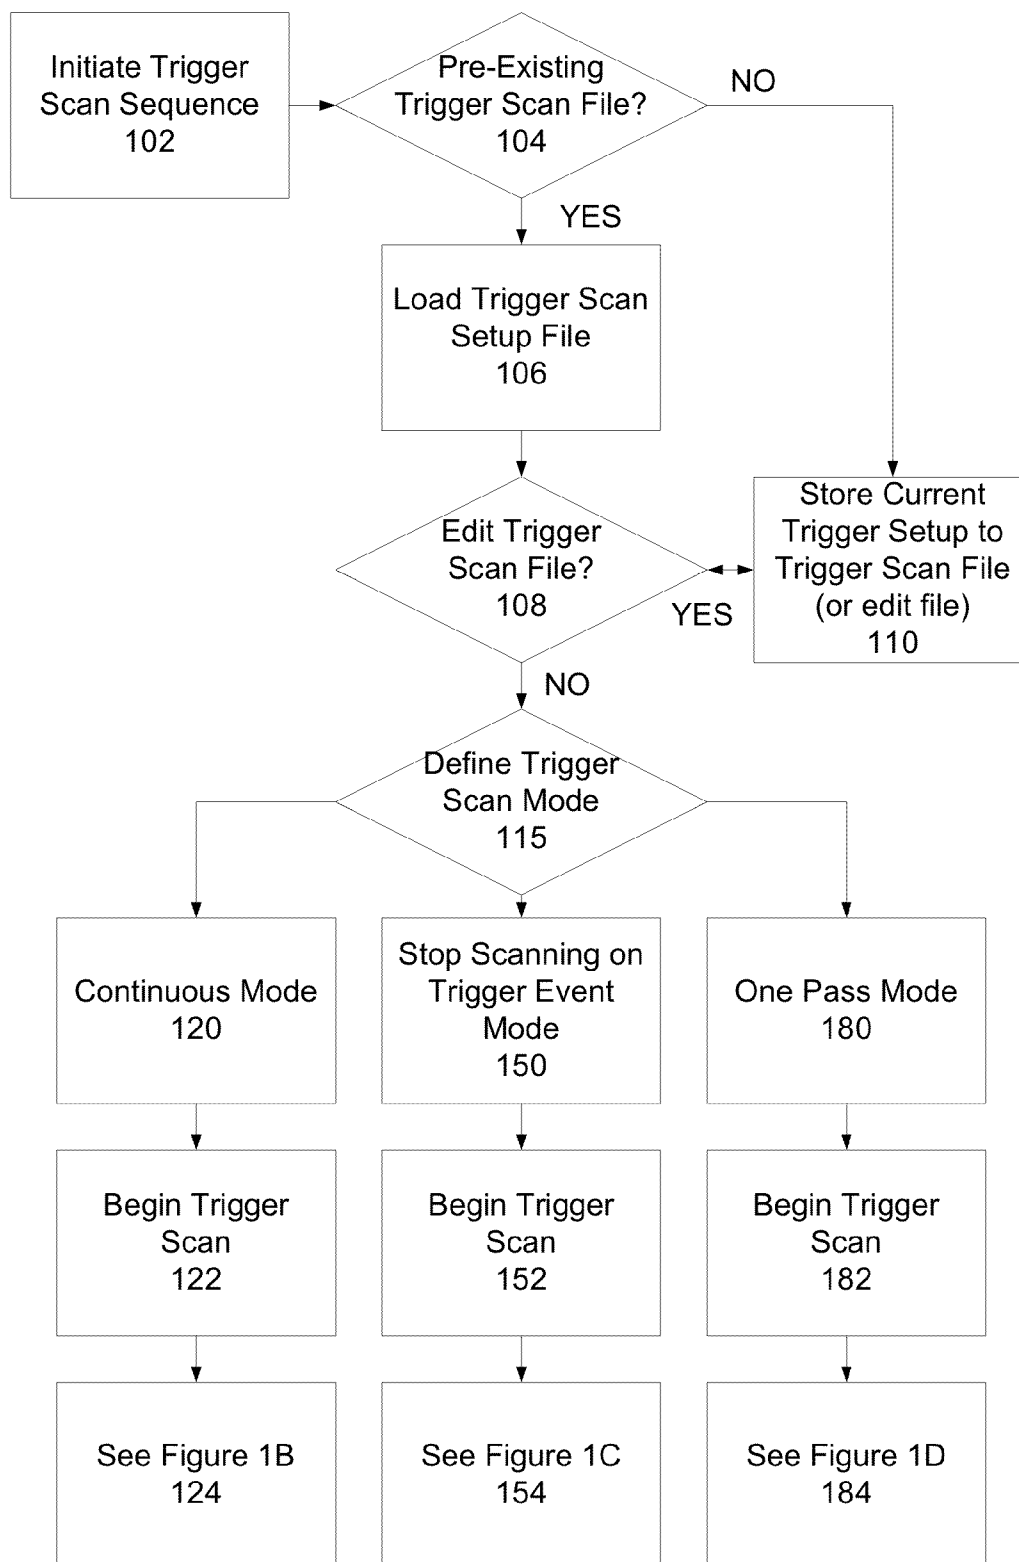 Initiate Trigger
Scan Sequence
102
Pre-Existing
Trigger Scan File?
104
NO
YES
Load Trigger Scan
Setup File
106
Edit Trigger
Scan File?
108
YES
Store Current
Trigger Setup to
Trigger Scan File
(or edit file)
110
NO
Define Trigger
Scan Mode
115
Continuous Mode
120
Stop Scanning on
Trigger Event
Mode
150
One Pass Mode
180
Begin Trigger
Scan
122
Begin Trigger
Scan
152
Begin Trigger
Scan
182
See Figure 1B
124
See Figure 1C
154
See Figure 1D
184